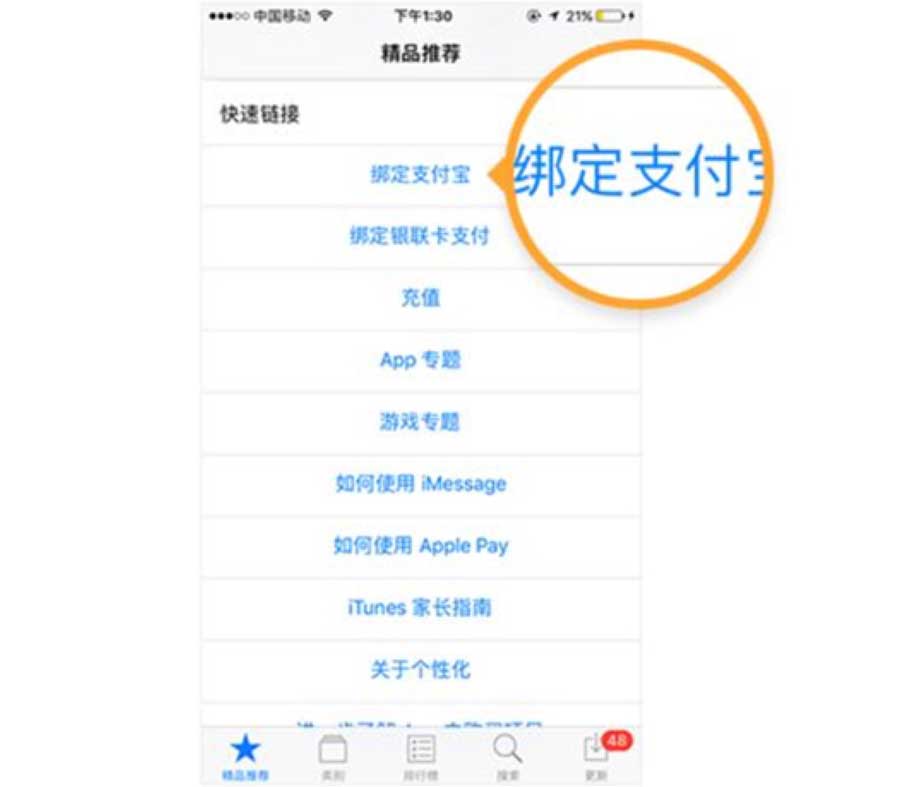 中国移动 下午1:30 21%
精品推荐
快速链接
绑定支付宝
绑定支付
绑定银联卡支付
充值
App 专题
游戏专题
如何使用 iMessage
如何使用 Apple Pay
iTunes 家长指南
关于个性化
48
精品推荐 类别 排行榜 搜索 更新